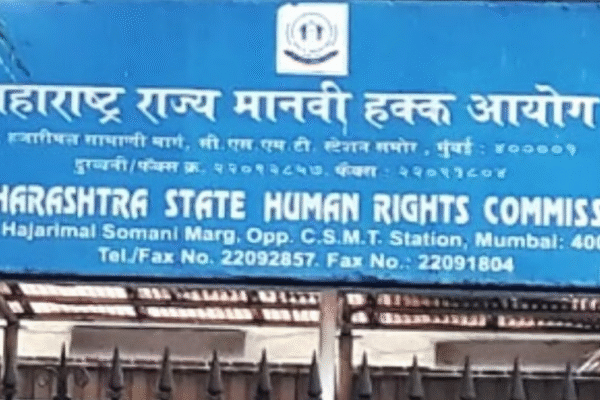 हाराष्ट्र राज्य मानवी हक्क आयोग
हजारीमल सोमाणी मार्ग, सी.एस.एम.टी. स्टेशन समोर, मुंबई : ४००००१
दुरध्वनी/फॅक्स क्र. २२०९२८५७. फॅक्स : २२०९१८०४
HARASHTRA STATE HUMAN RIGHTS COMMISS
Hajarimal Somani Marg, Opp. C.S.M.T. Station, Mumbai: 400
Tel./Fax No. 22092857. Fax No.: 22091804